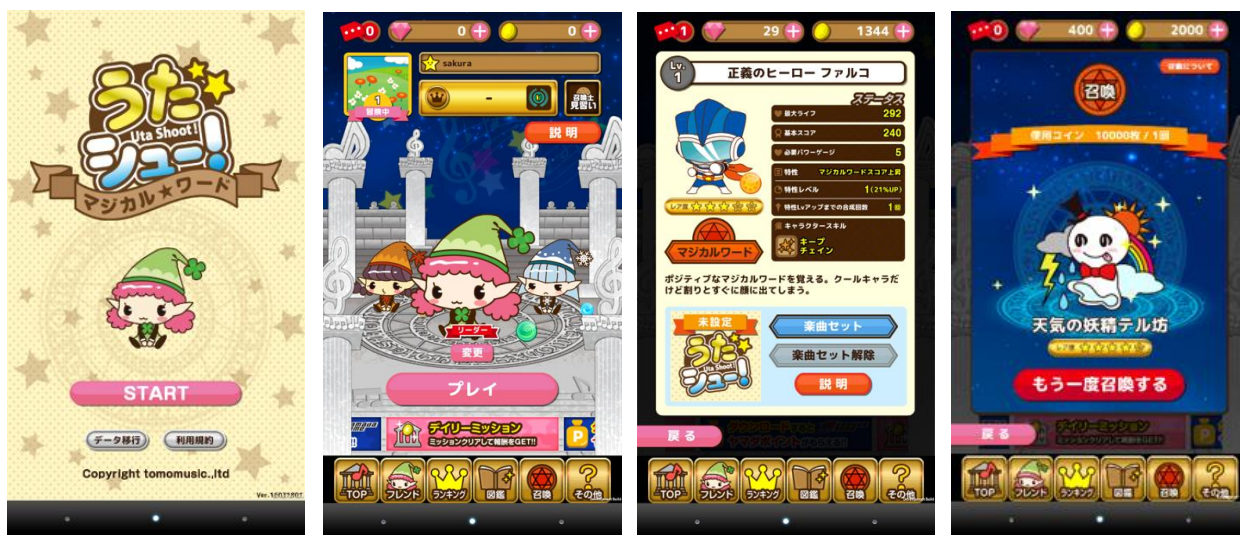 うた
Uta Shoot!
シュー!
マジカル★ワード
START
データ移行
利用規約
Copyright tomomusic.,ltd
0
0
0
sakura
1
冒険中
-
召喚士
見習い
説明
リーダー
変更
プレイ
デイリーミッション
ミッションクリアして報酬をGET!!
P
TOP
フレンド
ランキング
図鑑
召喚
その他
1
29
1344
Lv.
1
正義のヒーロー ファルコ
ステータス
最大ライフ 292
基本スコア 240
必要パワーゲージ 5
特性 マジカルワードスコア上昇
特性レベル 1(21%UP)
特性Lvアップまでの合成回数 1回
キャラクタースキル
キープ
チェイン
レア度
マジカルワード
ポジティブなマジカルワードを覚える。クールキャラだ
けど割りとすぐに顔に出てしまう。
未設定
うた
Uta Shoot!
シュー!
楽曲セット
楽曲セット解除
説明
戻る
TOP
フレンド
ランキング
図鑑
召喚
その他
0
400
2000
召喚について
召喚
使用コイン 10000枚 / 1回
天気の妖精テル坊
レア度
もう一度召喚する
戻る
TOP
フレンド
ランキング
図鑑
召喚
その他